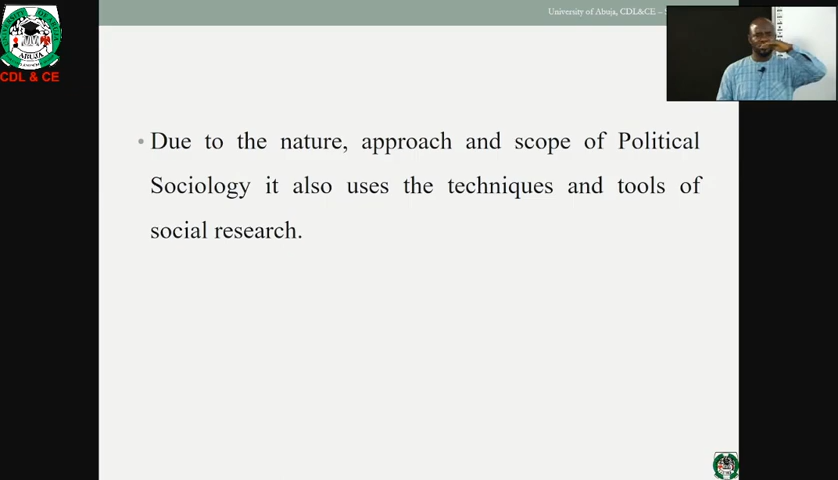 University of Abuja, CDL&CE –
ABUJA
CDL & CE
• Due to the nature, approach and scope of Political
Sociology it also uses the techniques and tools of
social research.